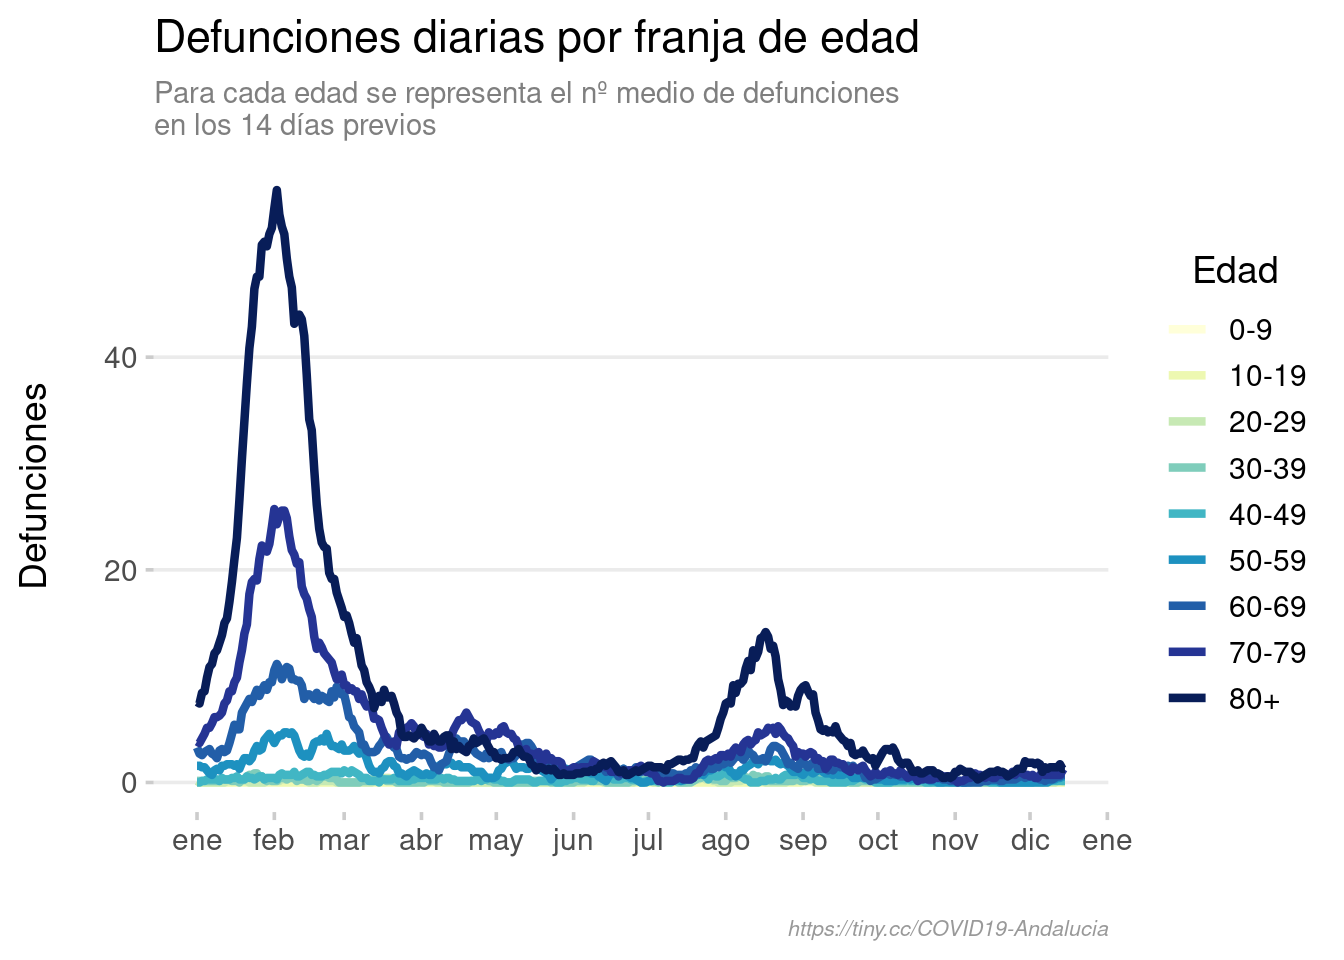 Defunciones diarias por franja de edad
Para cada edad se representa el nº medio de defunciones
en los 14 días previos
Defunciones
40
20
0
ene feb mar abr may jun jul ago sep oct nov dic ene
Edad
0-9
10-19
20-29
30-39
40-49
50-59
60-69
70-79
80+
https://tiny.cc/COVID19-Andalucia